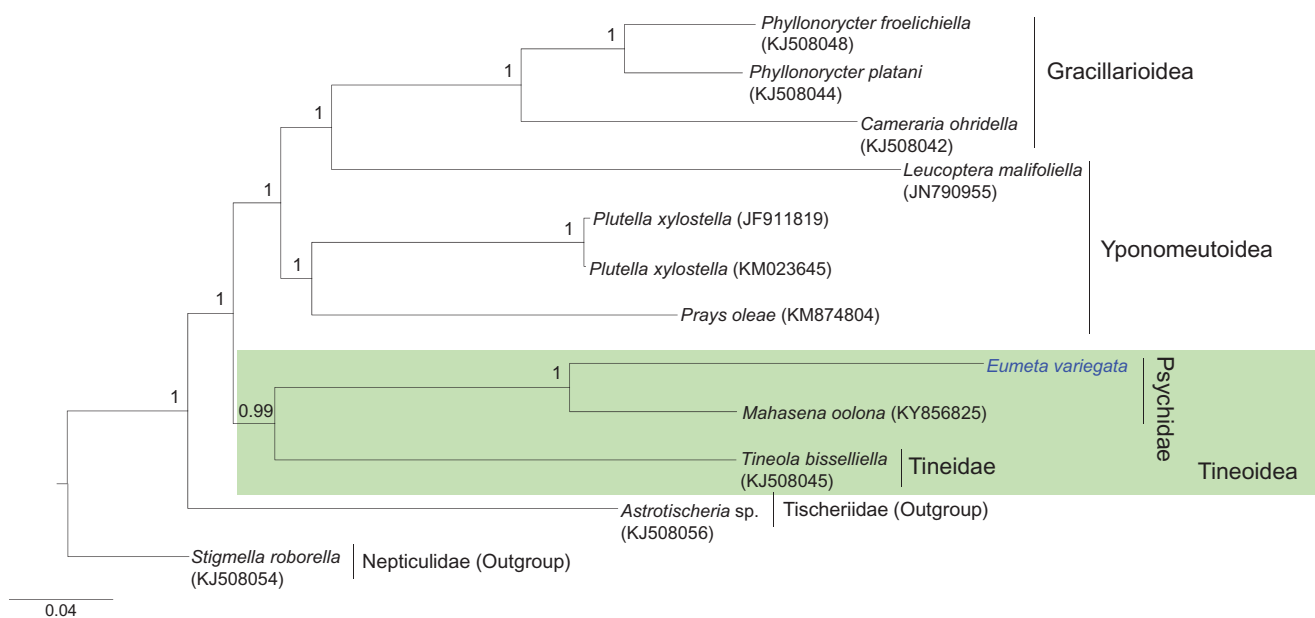 Phyllonorycter froelichiella
(KJ508048)
1
Phyllonorycter platani
(KJ508044)
1
Gracillarioidea
Cameraria ohridella
(KJ508042)
1
Leucoptera malifoliella
(JN790955)
1
Plutella xylostella (JF911819)
1
Plutella xylostella (KM023645)
1
Yponomeutoidea
Prays oleae (KM874804)
1
Eumeta variegata
1
Mahasena oolona (KY856825)
Psychidae
0.99
Tineola bisselliella
(KJ508045)
Tineidae
Tineoidea
1
Astrotischeria sp.
(KJ508056)
Tischeriidae (Outgroup)
Stigmella roborella
(KJ508054)
Nepticulidae (Outgroup)
0.04